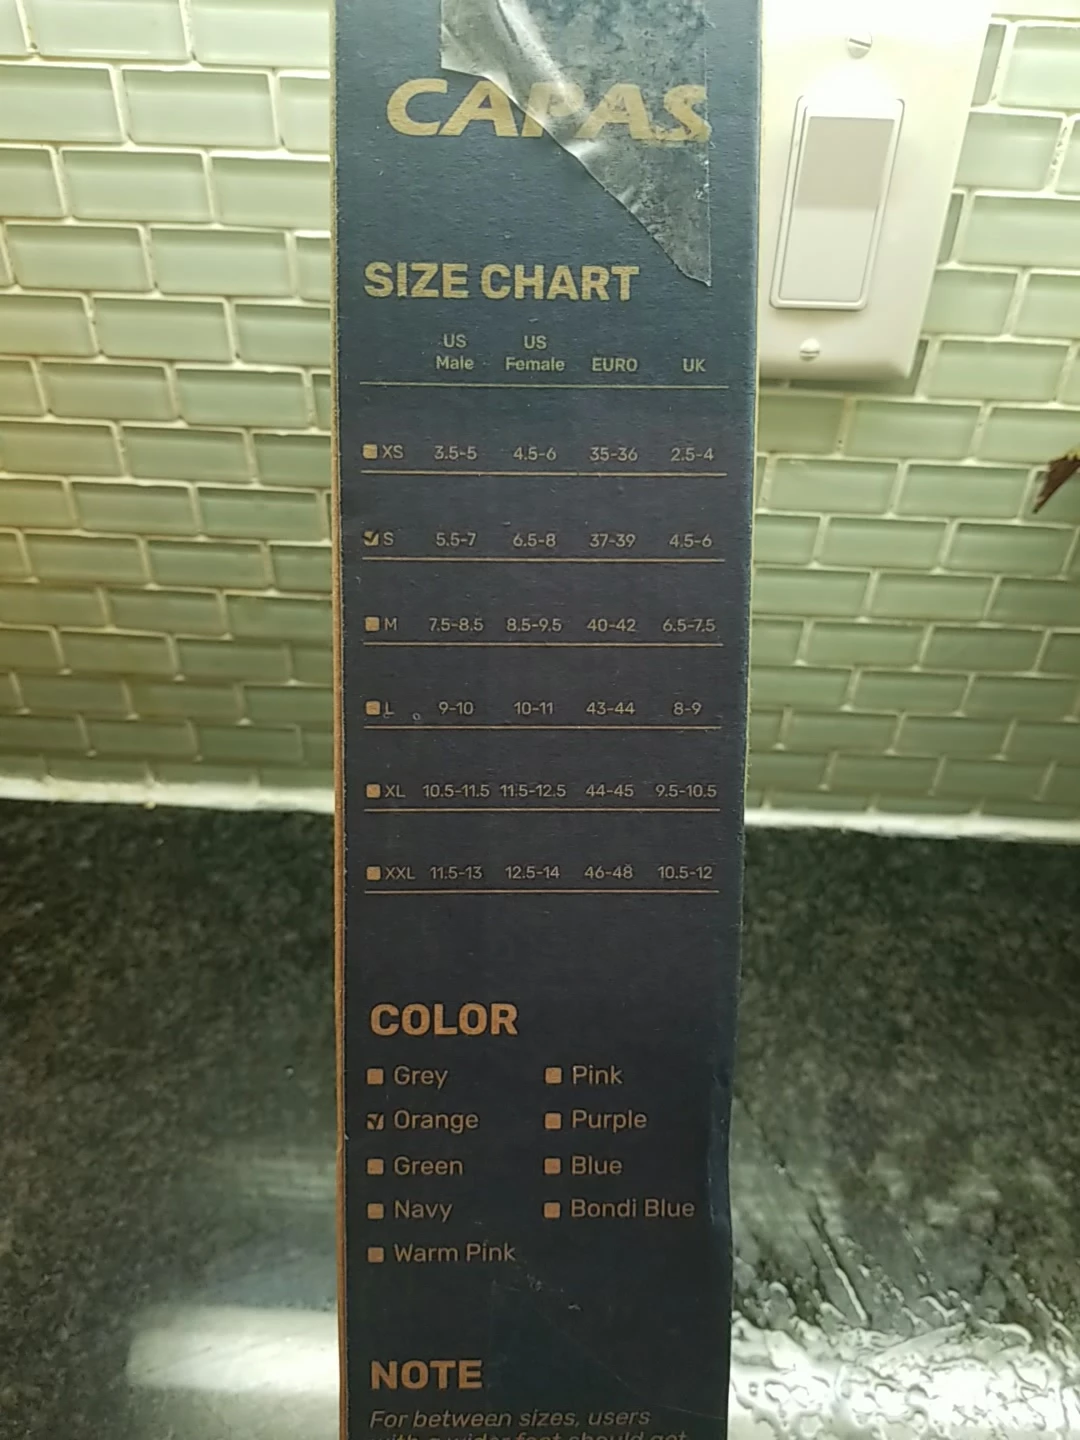 CAPAS
SIZE CHART
US Male US Female EURO UK
XS 3.5-5 4.5-6 35-36 2.5-4
S 5.5-7 6.5-8 37-39 4.5-6
M 7.5-8.5 8.5-9.5 40-42 6.5-7.5
L 9-10 10-11 43-44 8-9
XL 10.5-11.5 11.5-12.5 44-45 9.5-10.5
XXL 11.5-13 12.5-14 46-48 10.5-12
COLOR
Grey Pink
Orange Purple
Green Blue
Navy Bondi Blue
Warm Pink
NOTE
For between sizes, users
with a wider foot should get